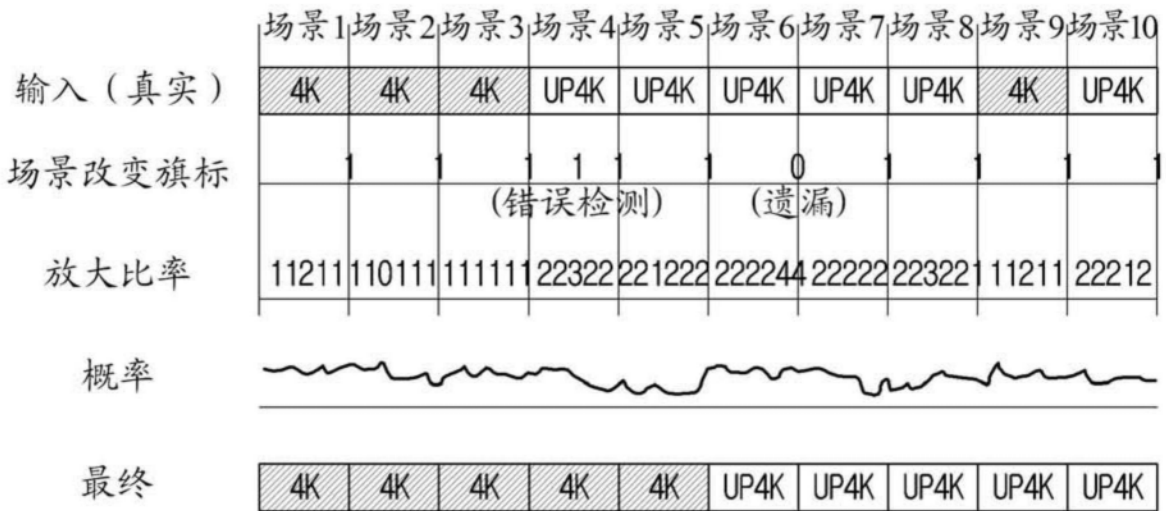 场景1 场景2 场景3 场景4 场景5 场景6 场景7 场景8 场景9 场景10
输入（真实） 4K 4K 4K UP4K UP4K UP4K UP4K UP4K 4K UP4K
场景改变旗标 1 1 1 1 1 1 0 1 1 1 1
(错误检测) (遗漏)
放大比率 11211 110111 111111 22322 221222 222244 22222 223221 11211 22212
概率
最终 4K 4K 4K 4K 4K UP4K UP4K UP4K UP4K UP4K